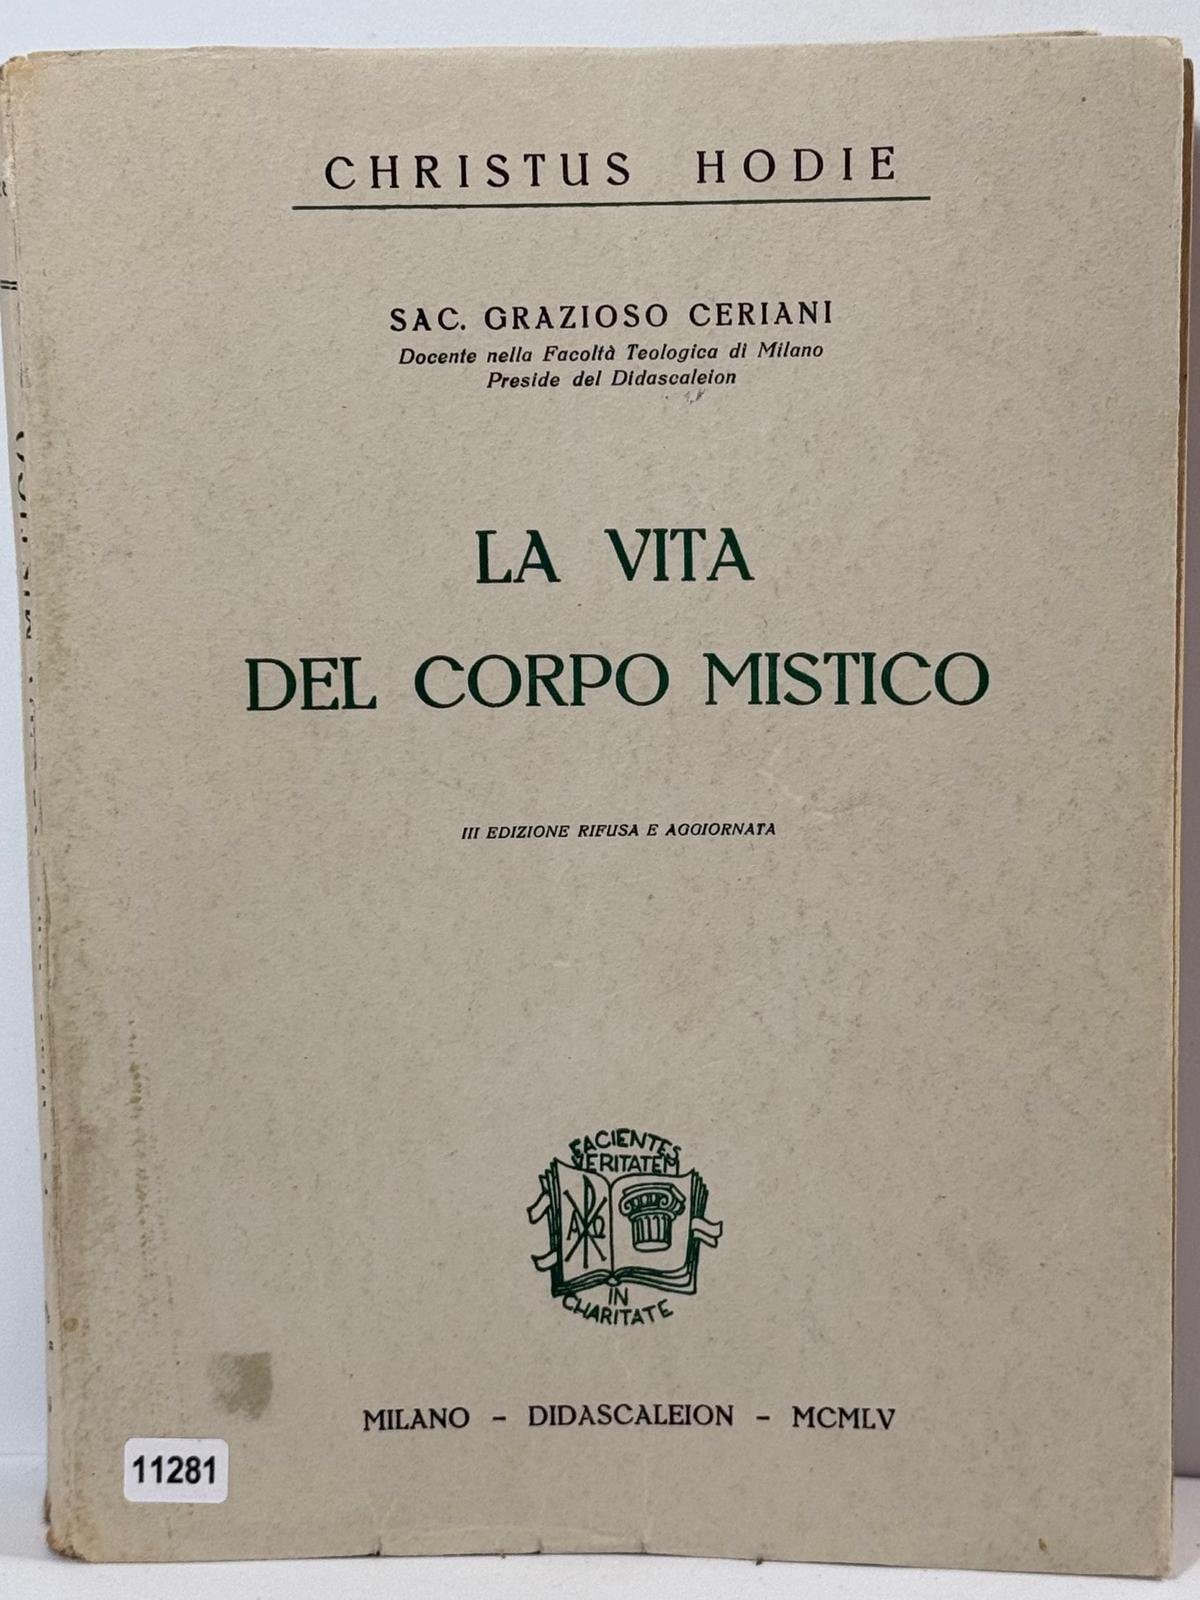 CHRISTUS HODIE
SAC. GRAZIOSO CERIANI
Docente nella Facoltà Teologica di Milano
Preside del Didascaleion
LA VITA
DEL CORPO MISTICO
III EDIZIONE RIFUSA E AGGIORNATA
FACIENTES
VERITATEM
A Ω
IN
CHARITATE
MILANO - DIDASCALEION - MCMLV
11281